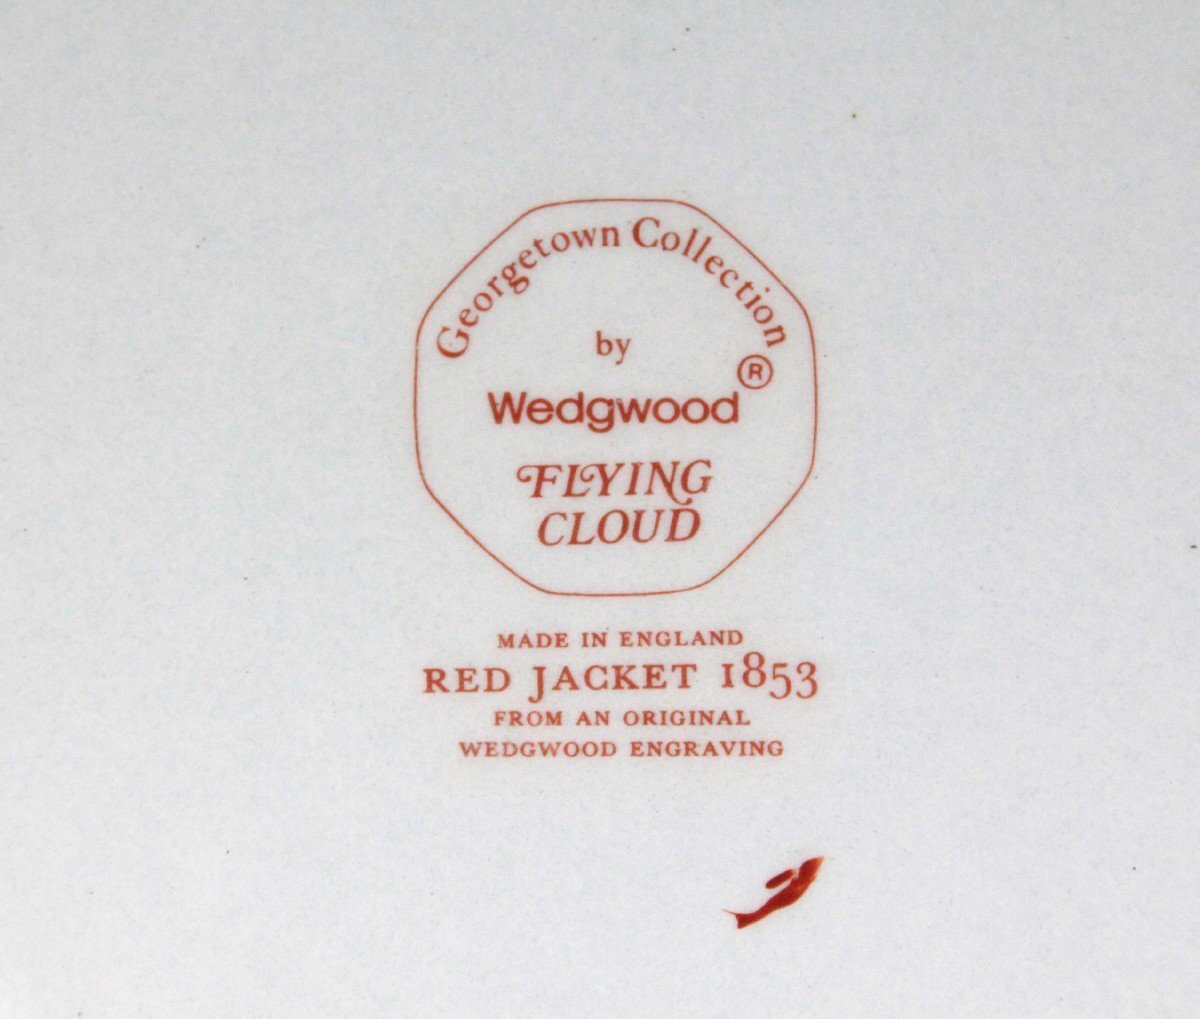 Georgetown Collection
by
Wedgwood®
FLYING
CLOUD
MADE IN ENGLAND
RED JACKET 1853
FROM AN ORIGINAL
WEDGWOOD ENGRAVING